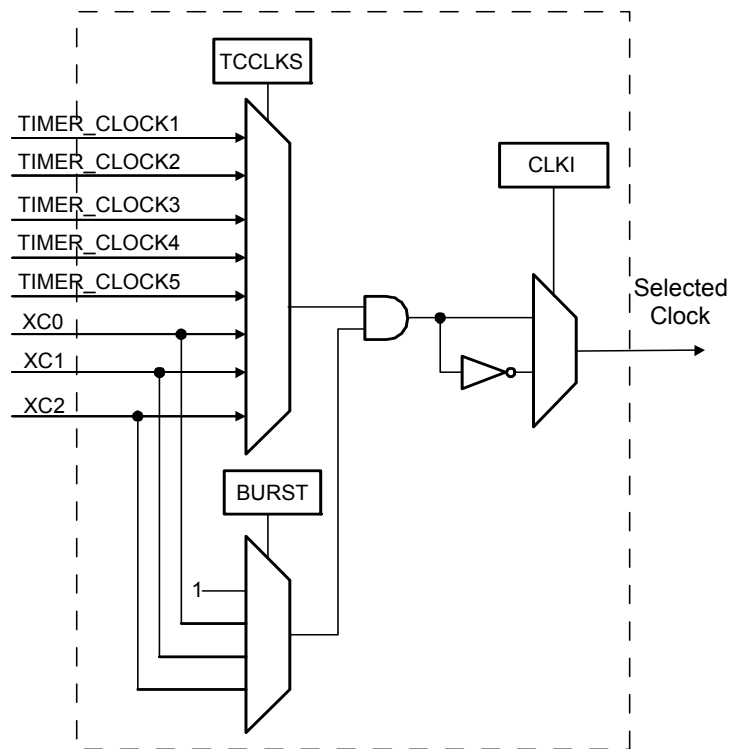 TCCLKS
TIMER_CLOCK1
TIMER_CLOCK2
TIMER_CLOCK3
TIMER_CLOCK4
TIMER_CLOCK5
XC0
XC1
XC2
CLKI
Selected
Clock
BURST
1